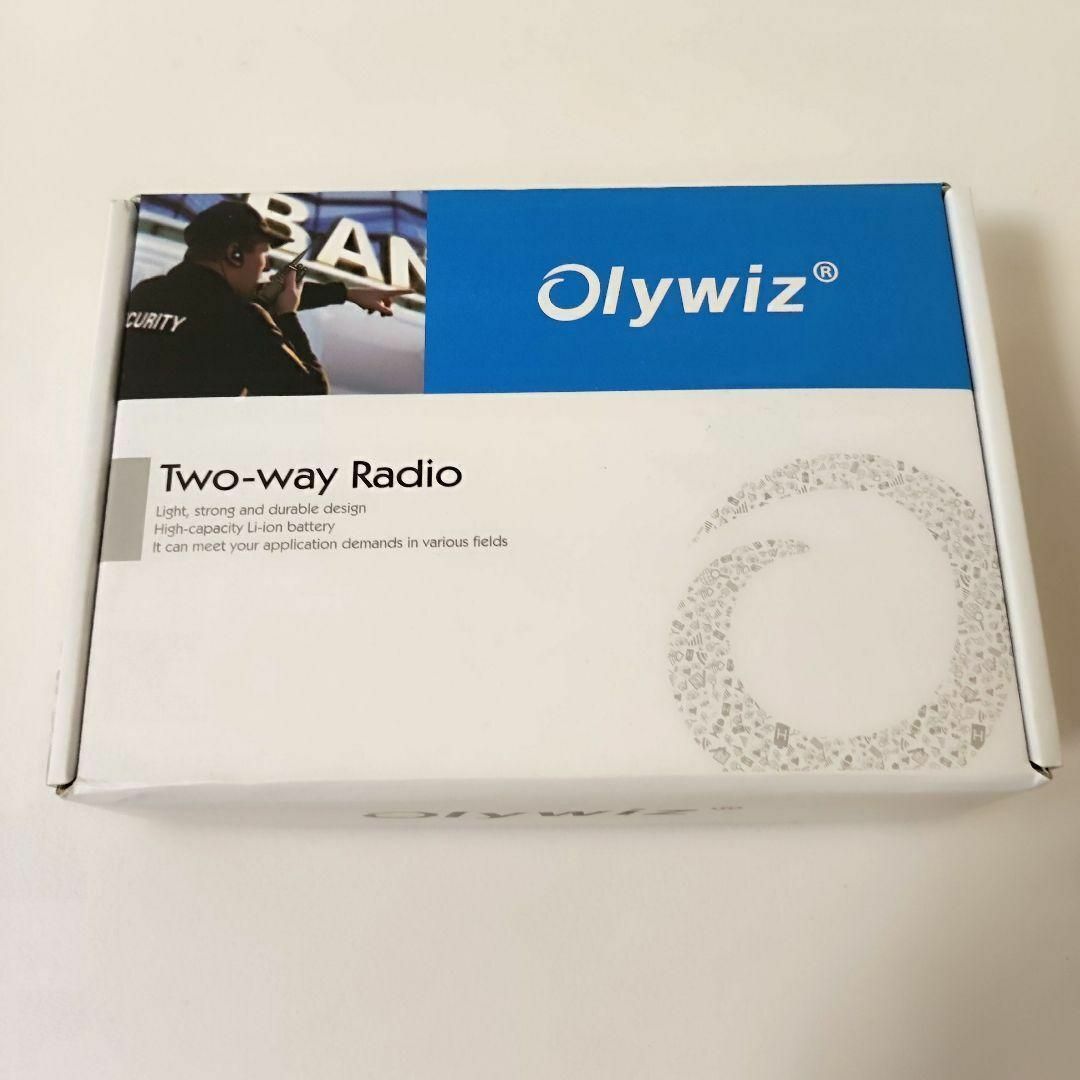 BAN
CURITY
Olywiz®
Two-way Radio
Light, strong and durable design
High-capacity Li-ion battery
It can meet your application demands in various fields
H
H
Olywiz